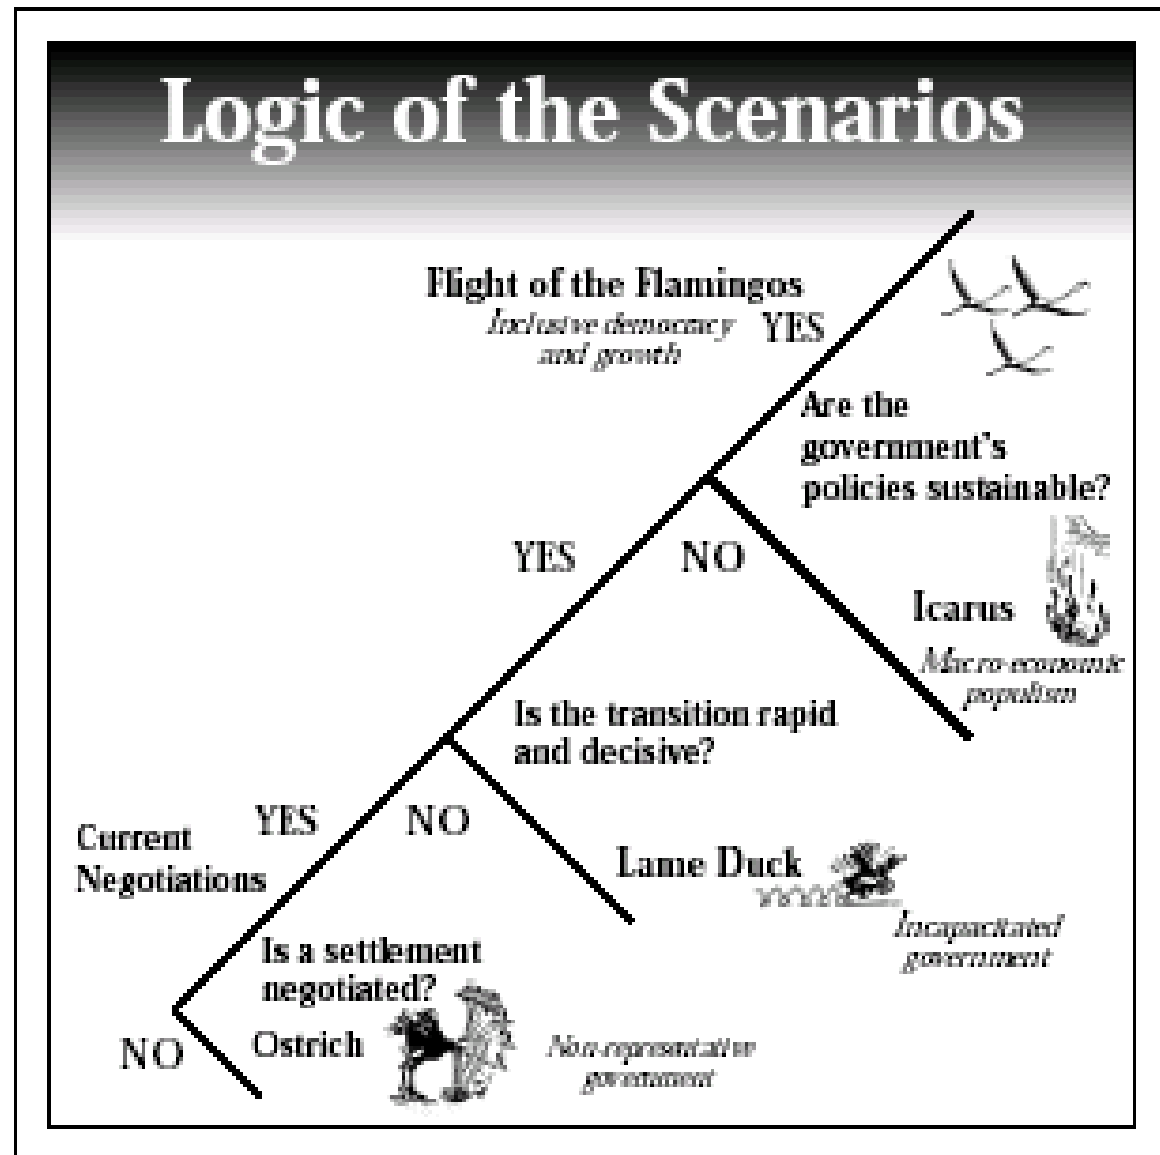 Logic of the Scenarios
Flight of the Flamingos
Inclusive democracy
and growth
YES
Are the
government's
policies sustainable?
YES
NO
Icarus
Macro-economic
populism
Is the transition rapid
and decisive?
YES
NO
Current
Negotiations
Lame Duck
Incapacitated
government
Is a settlement
negotiated?
NO
Ostrich
government